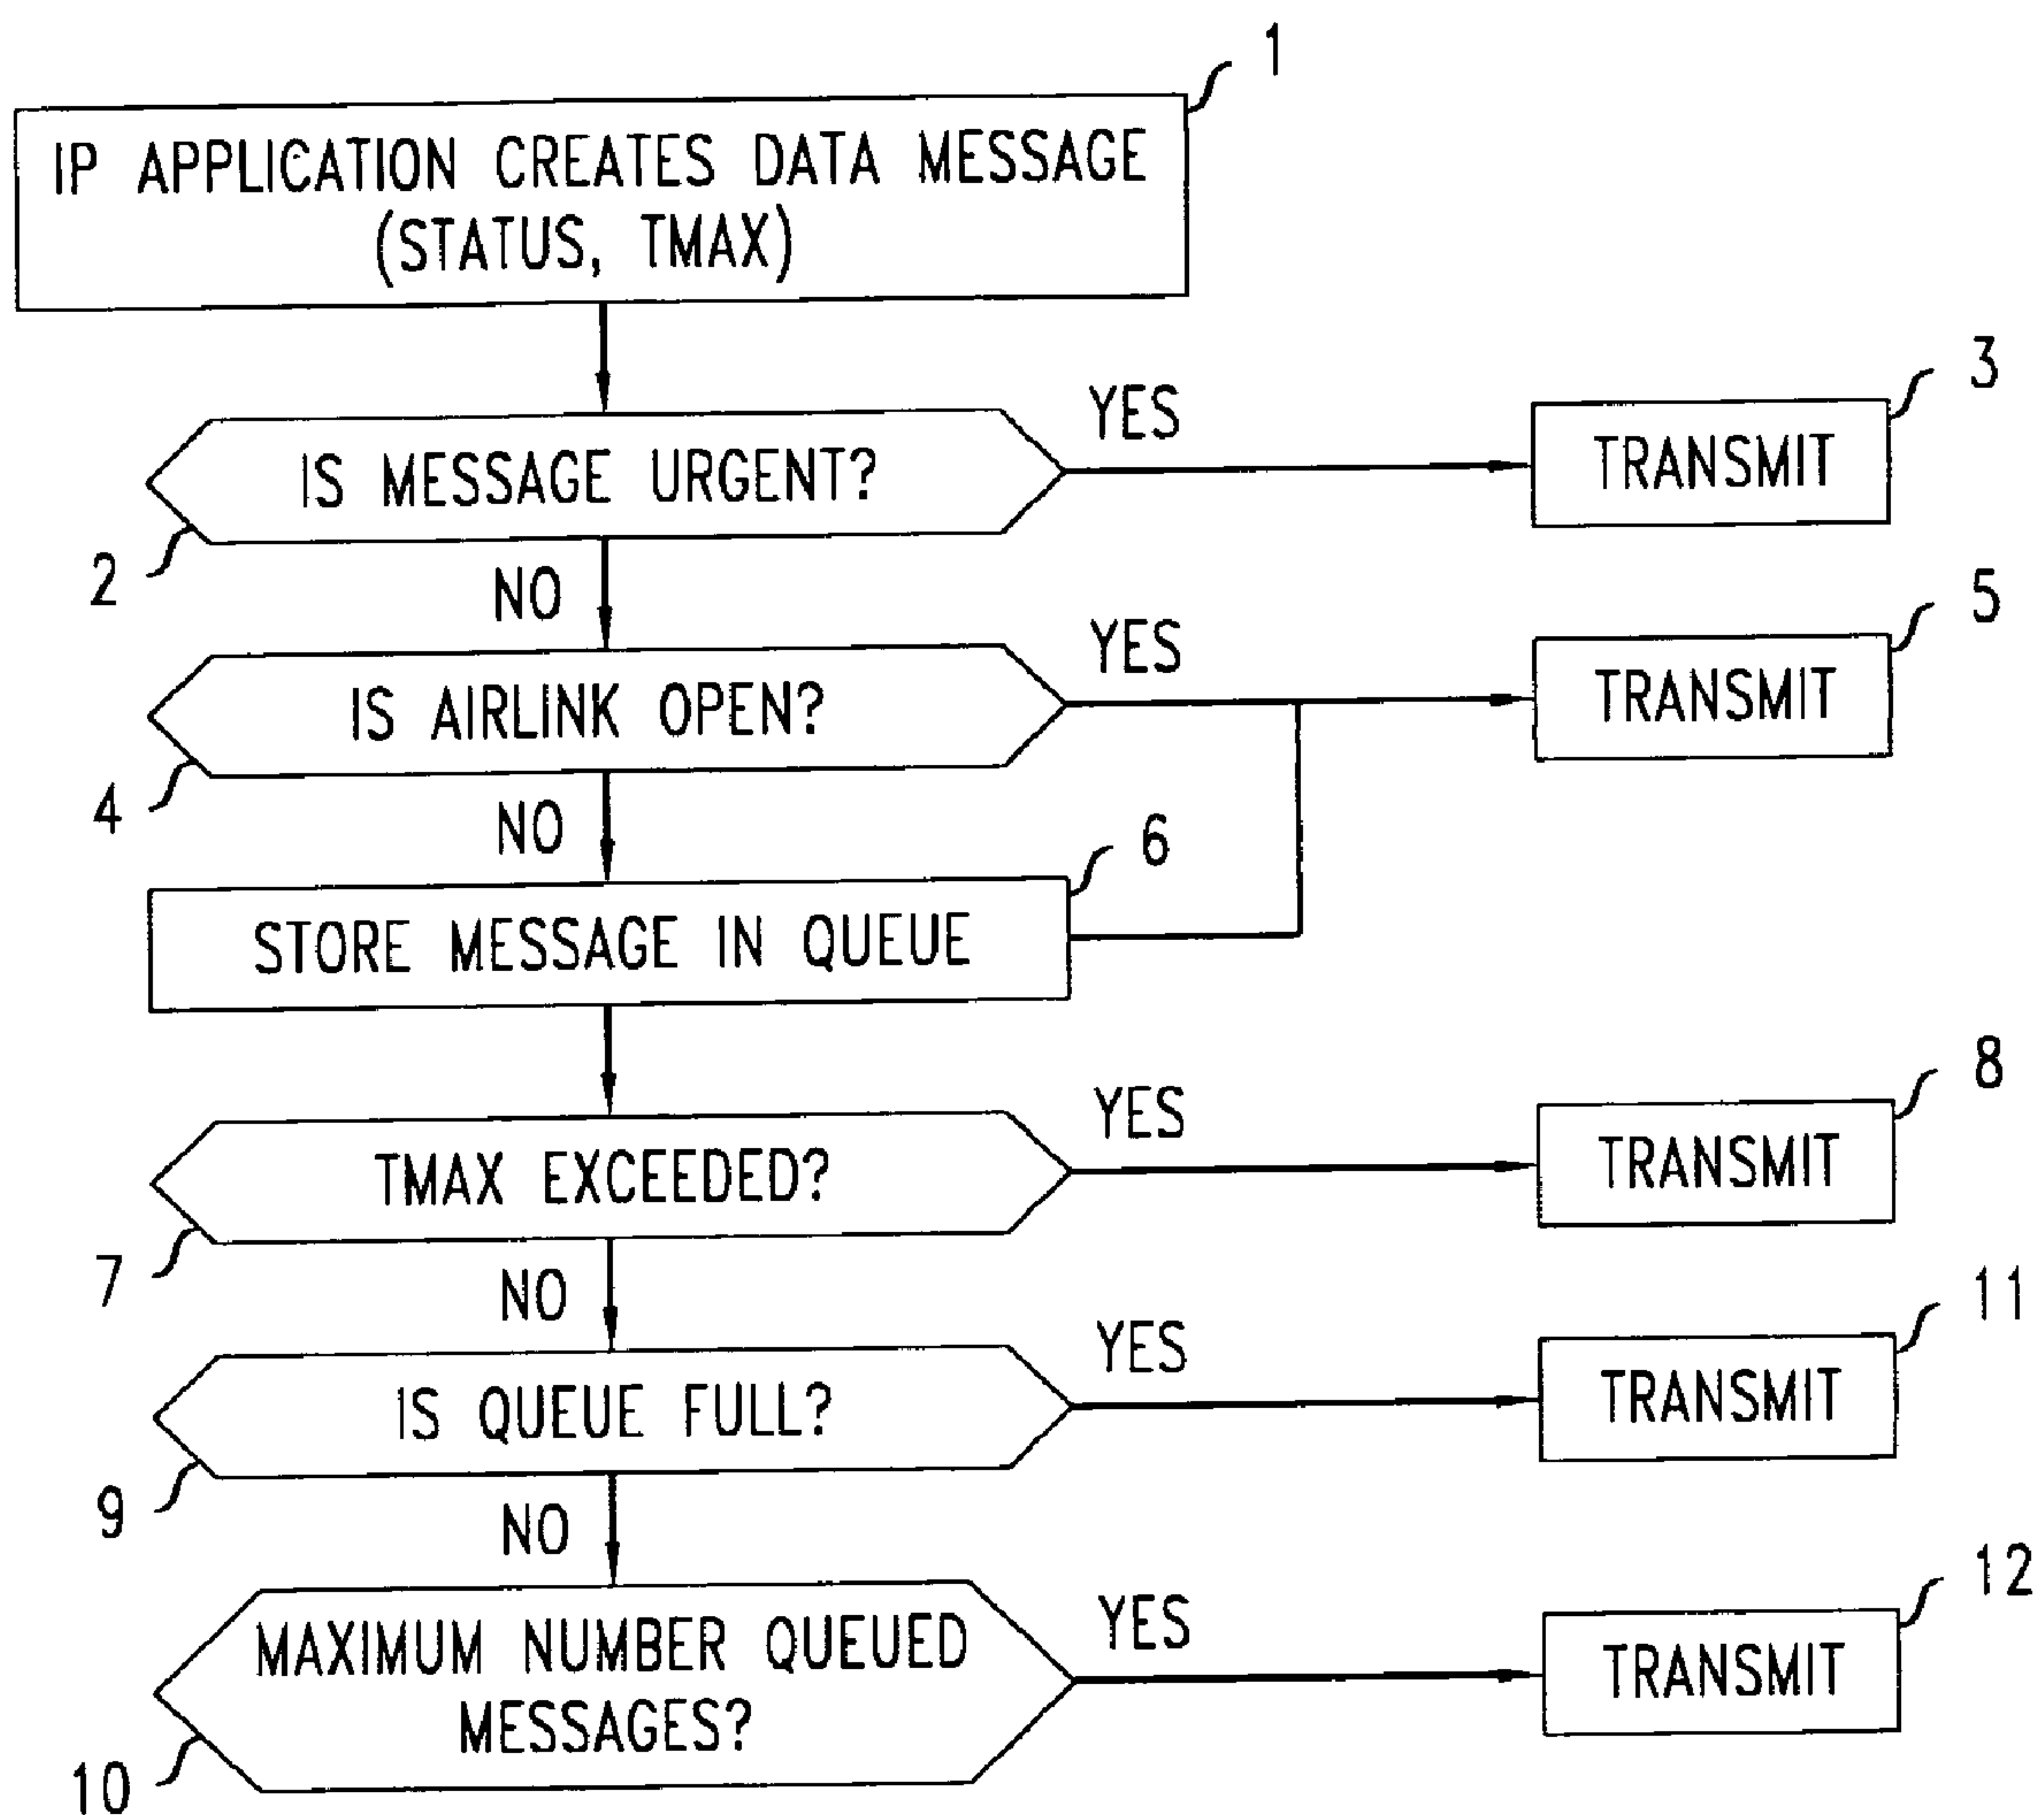 1
IP APPLICATION CREATES DATA MESSAGE
(STATUS, TMAX)
IS MESSAGE URGENT?
2
YES
TRANSMIT
3
NO
IS AIRLINK OPEN?
4
YES
TRANSMIT
5
NO
STORE MESSAGE IN QUEUE
6
TMAX EXCEEDED?
7
YES
TRANSMIT
8
NO
IS QUEUE FULL?
9
YES
TRANSMIT
11
NO
MAXIMUM NUMBER QUEUED
MESSAGES?
10
YES
TRANSMIT
12